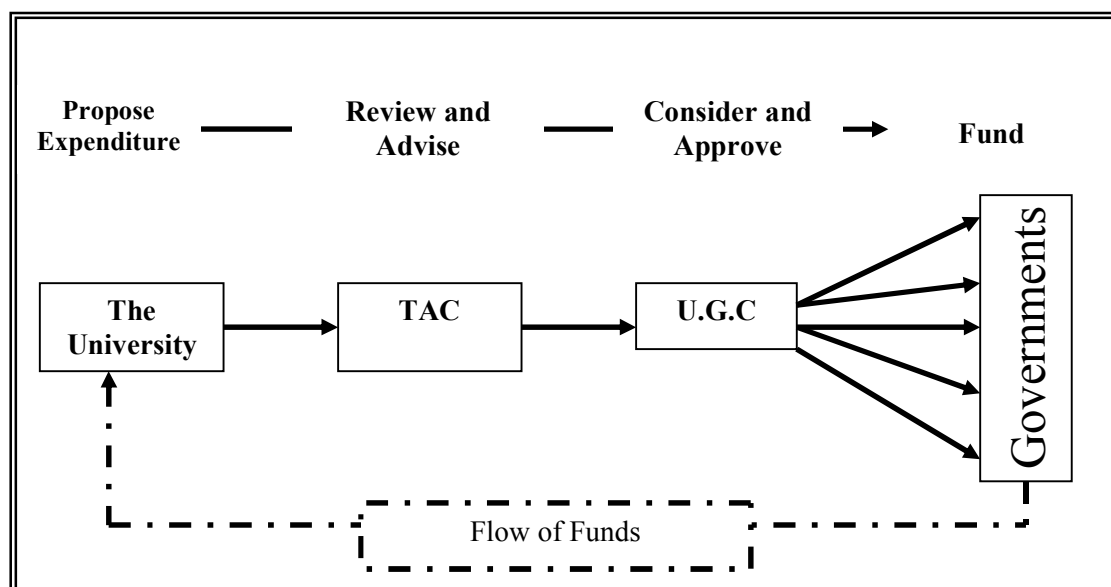 Propose
Expenditure
Review and
Advise
Consider and
Approve
Fund
The
University
TAC
U.G.C
Governments
Flow of Funds